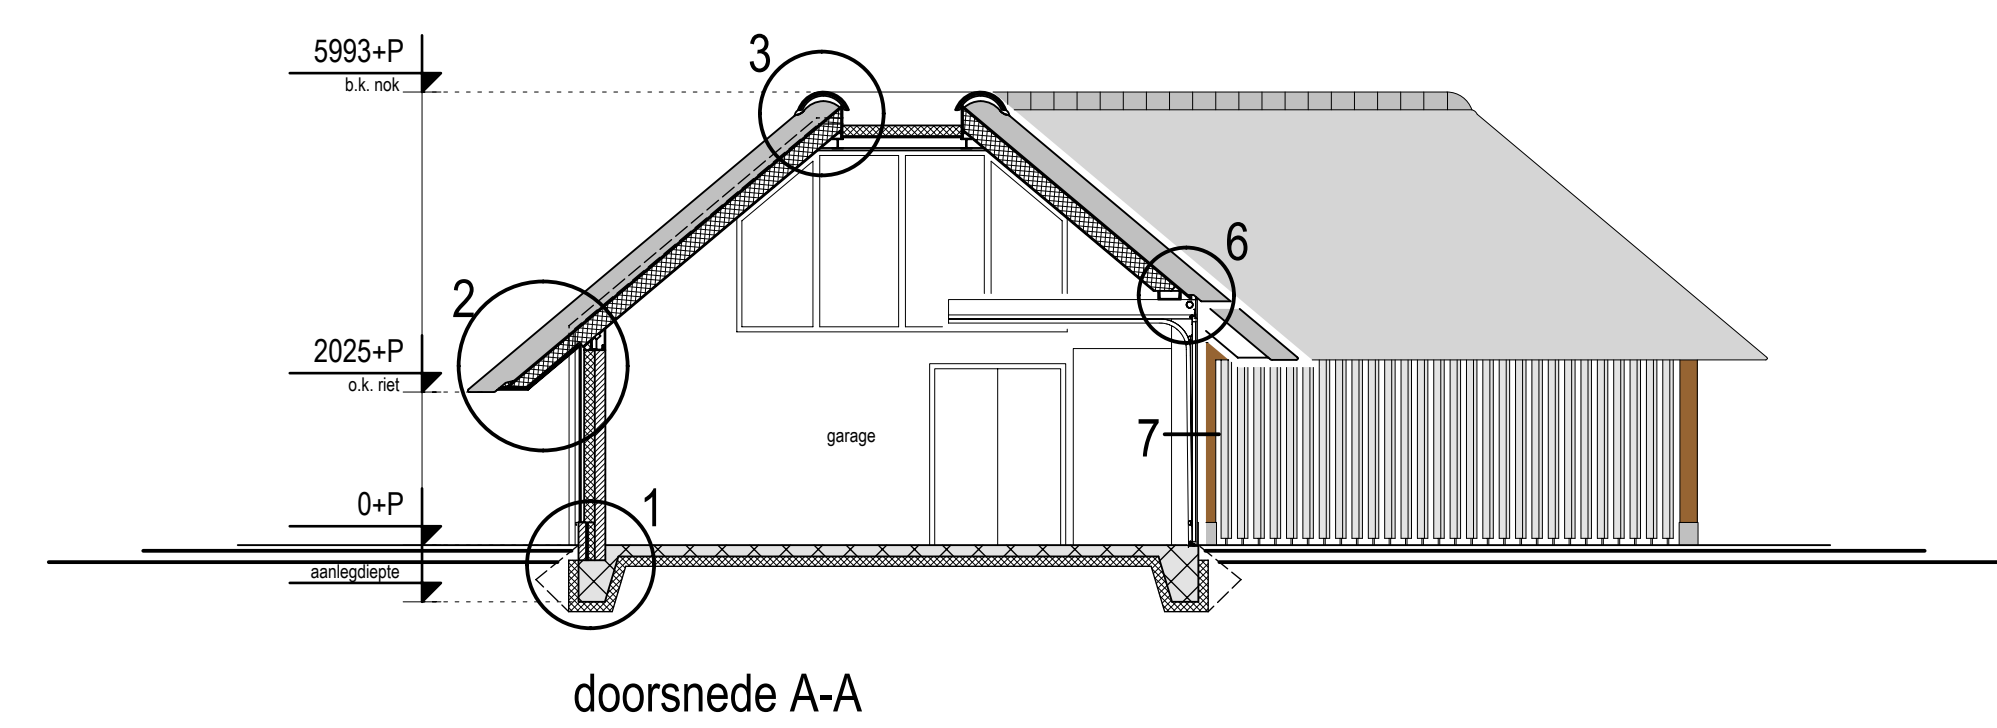 5993+P
b.k. nok
3
6
2
2025+P
o.k. riet
garage
7
0+P
1
aanlegdiepte
doorsnede A-A